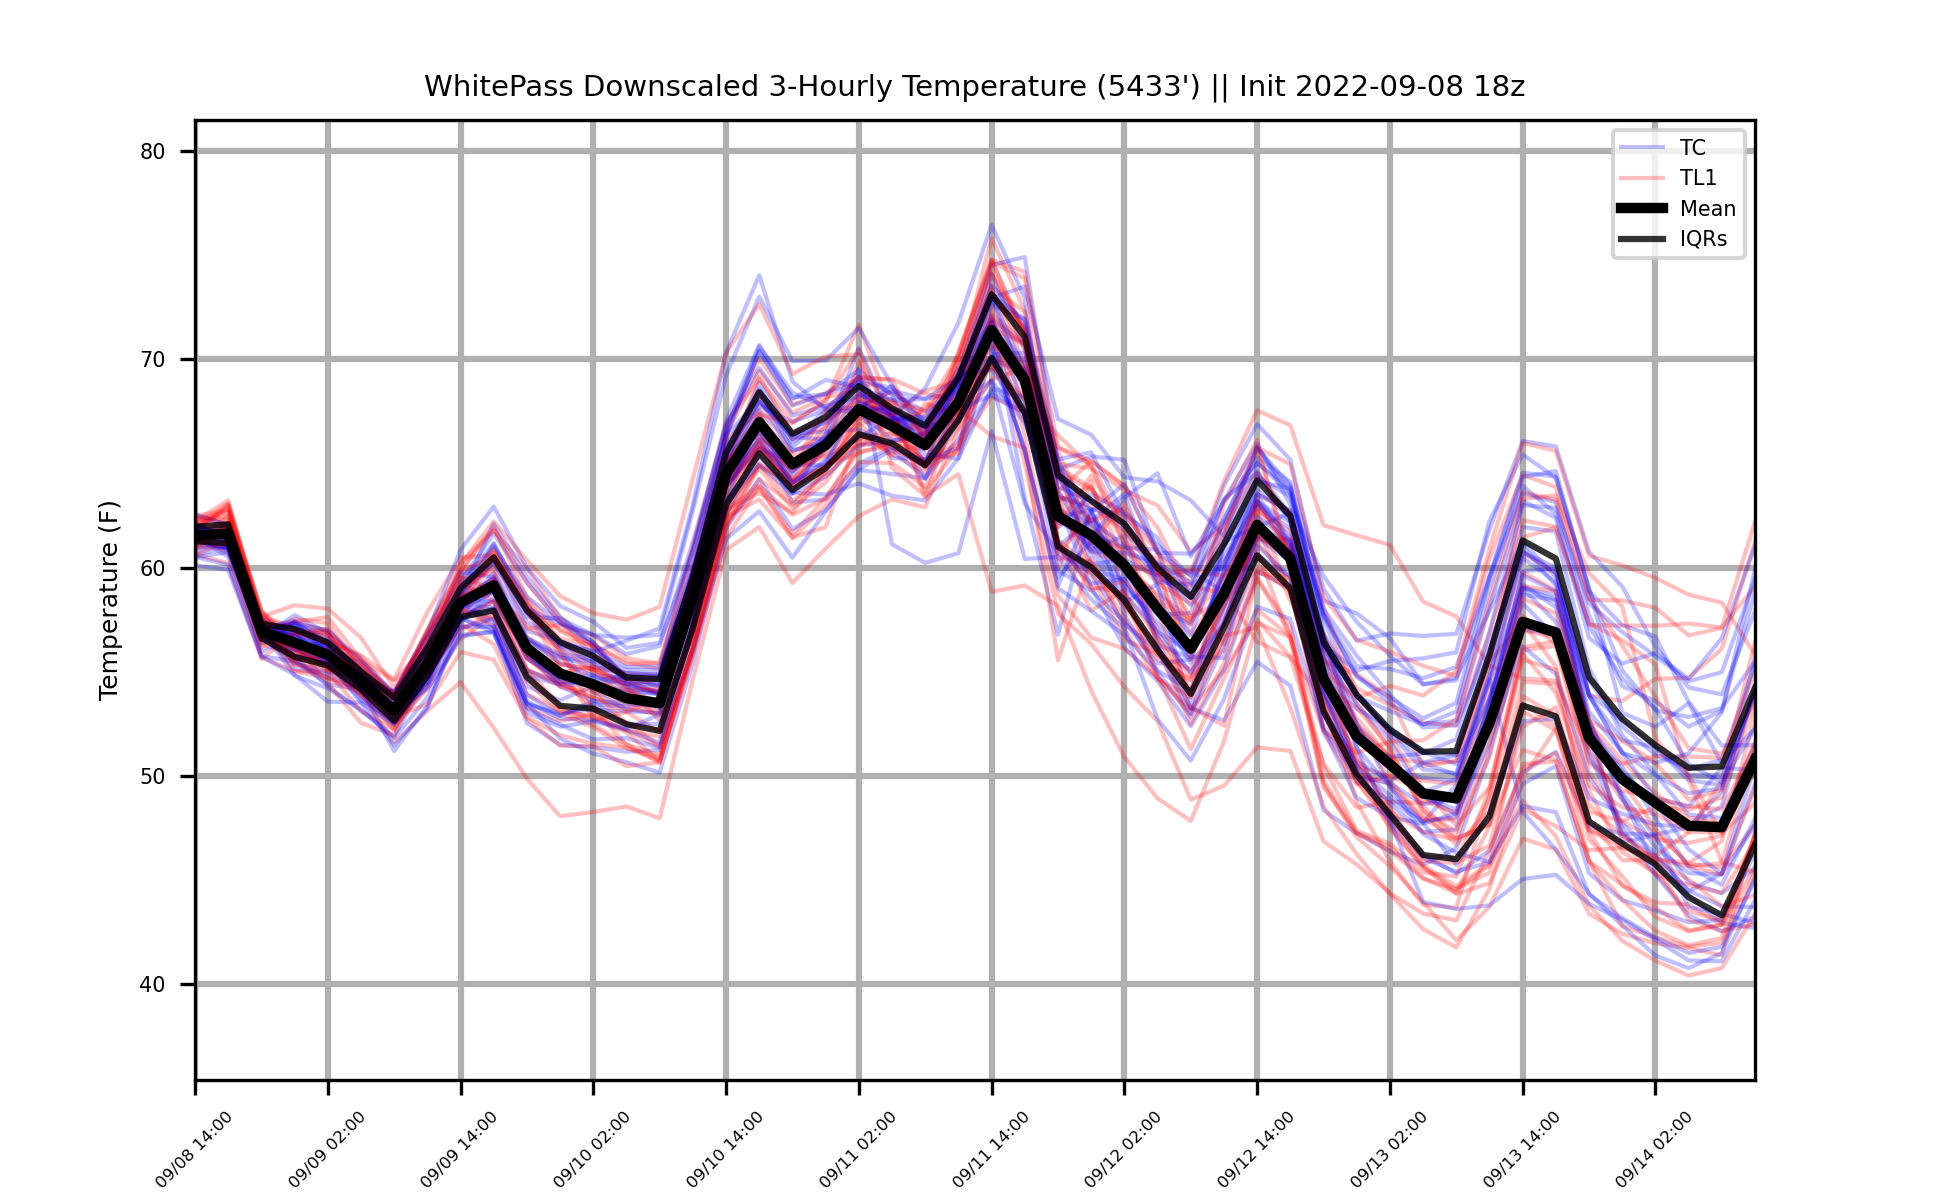 WhitePass Downscaled 3-Hourly Temperature (5433') || Init 2022-09-08 18z
TC
TL1
Mean
IQRs
Temperature (F)
80
70
60
50
40
09/08 14:00
09/09 02:00
09/09 14:00
09/10 02:00
09/10 14:00
09/11 02:00
09/11 14:00
09/12 02:00
09/12 14:00
09/13 02:00
09/13 14:00
09/14 02:00